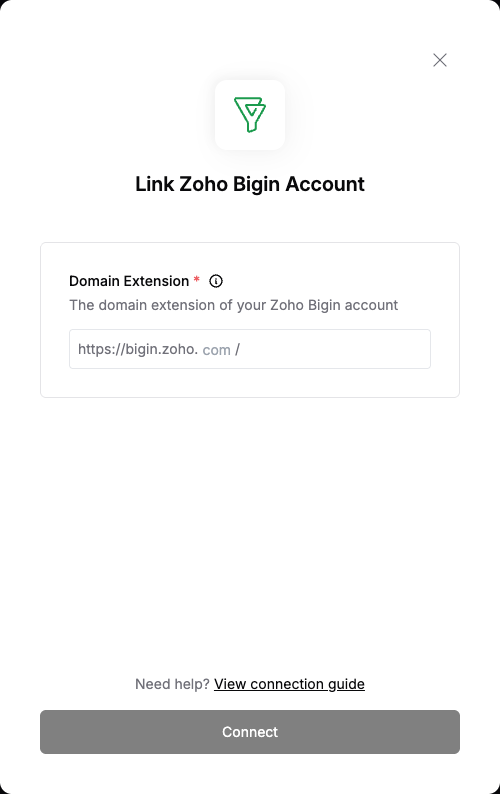 Link Zoho Bigin Account
Domain Extension *
The domain extension of your Zoho Bigin account
https://bigin.zoho. com /
Need help? View connection guide
Connect